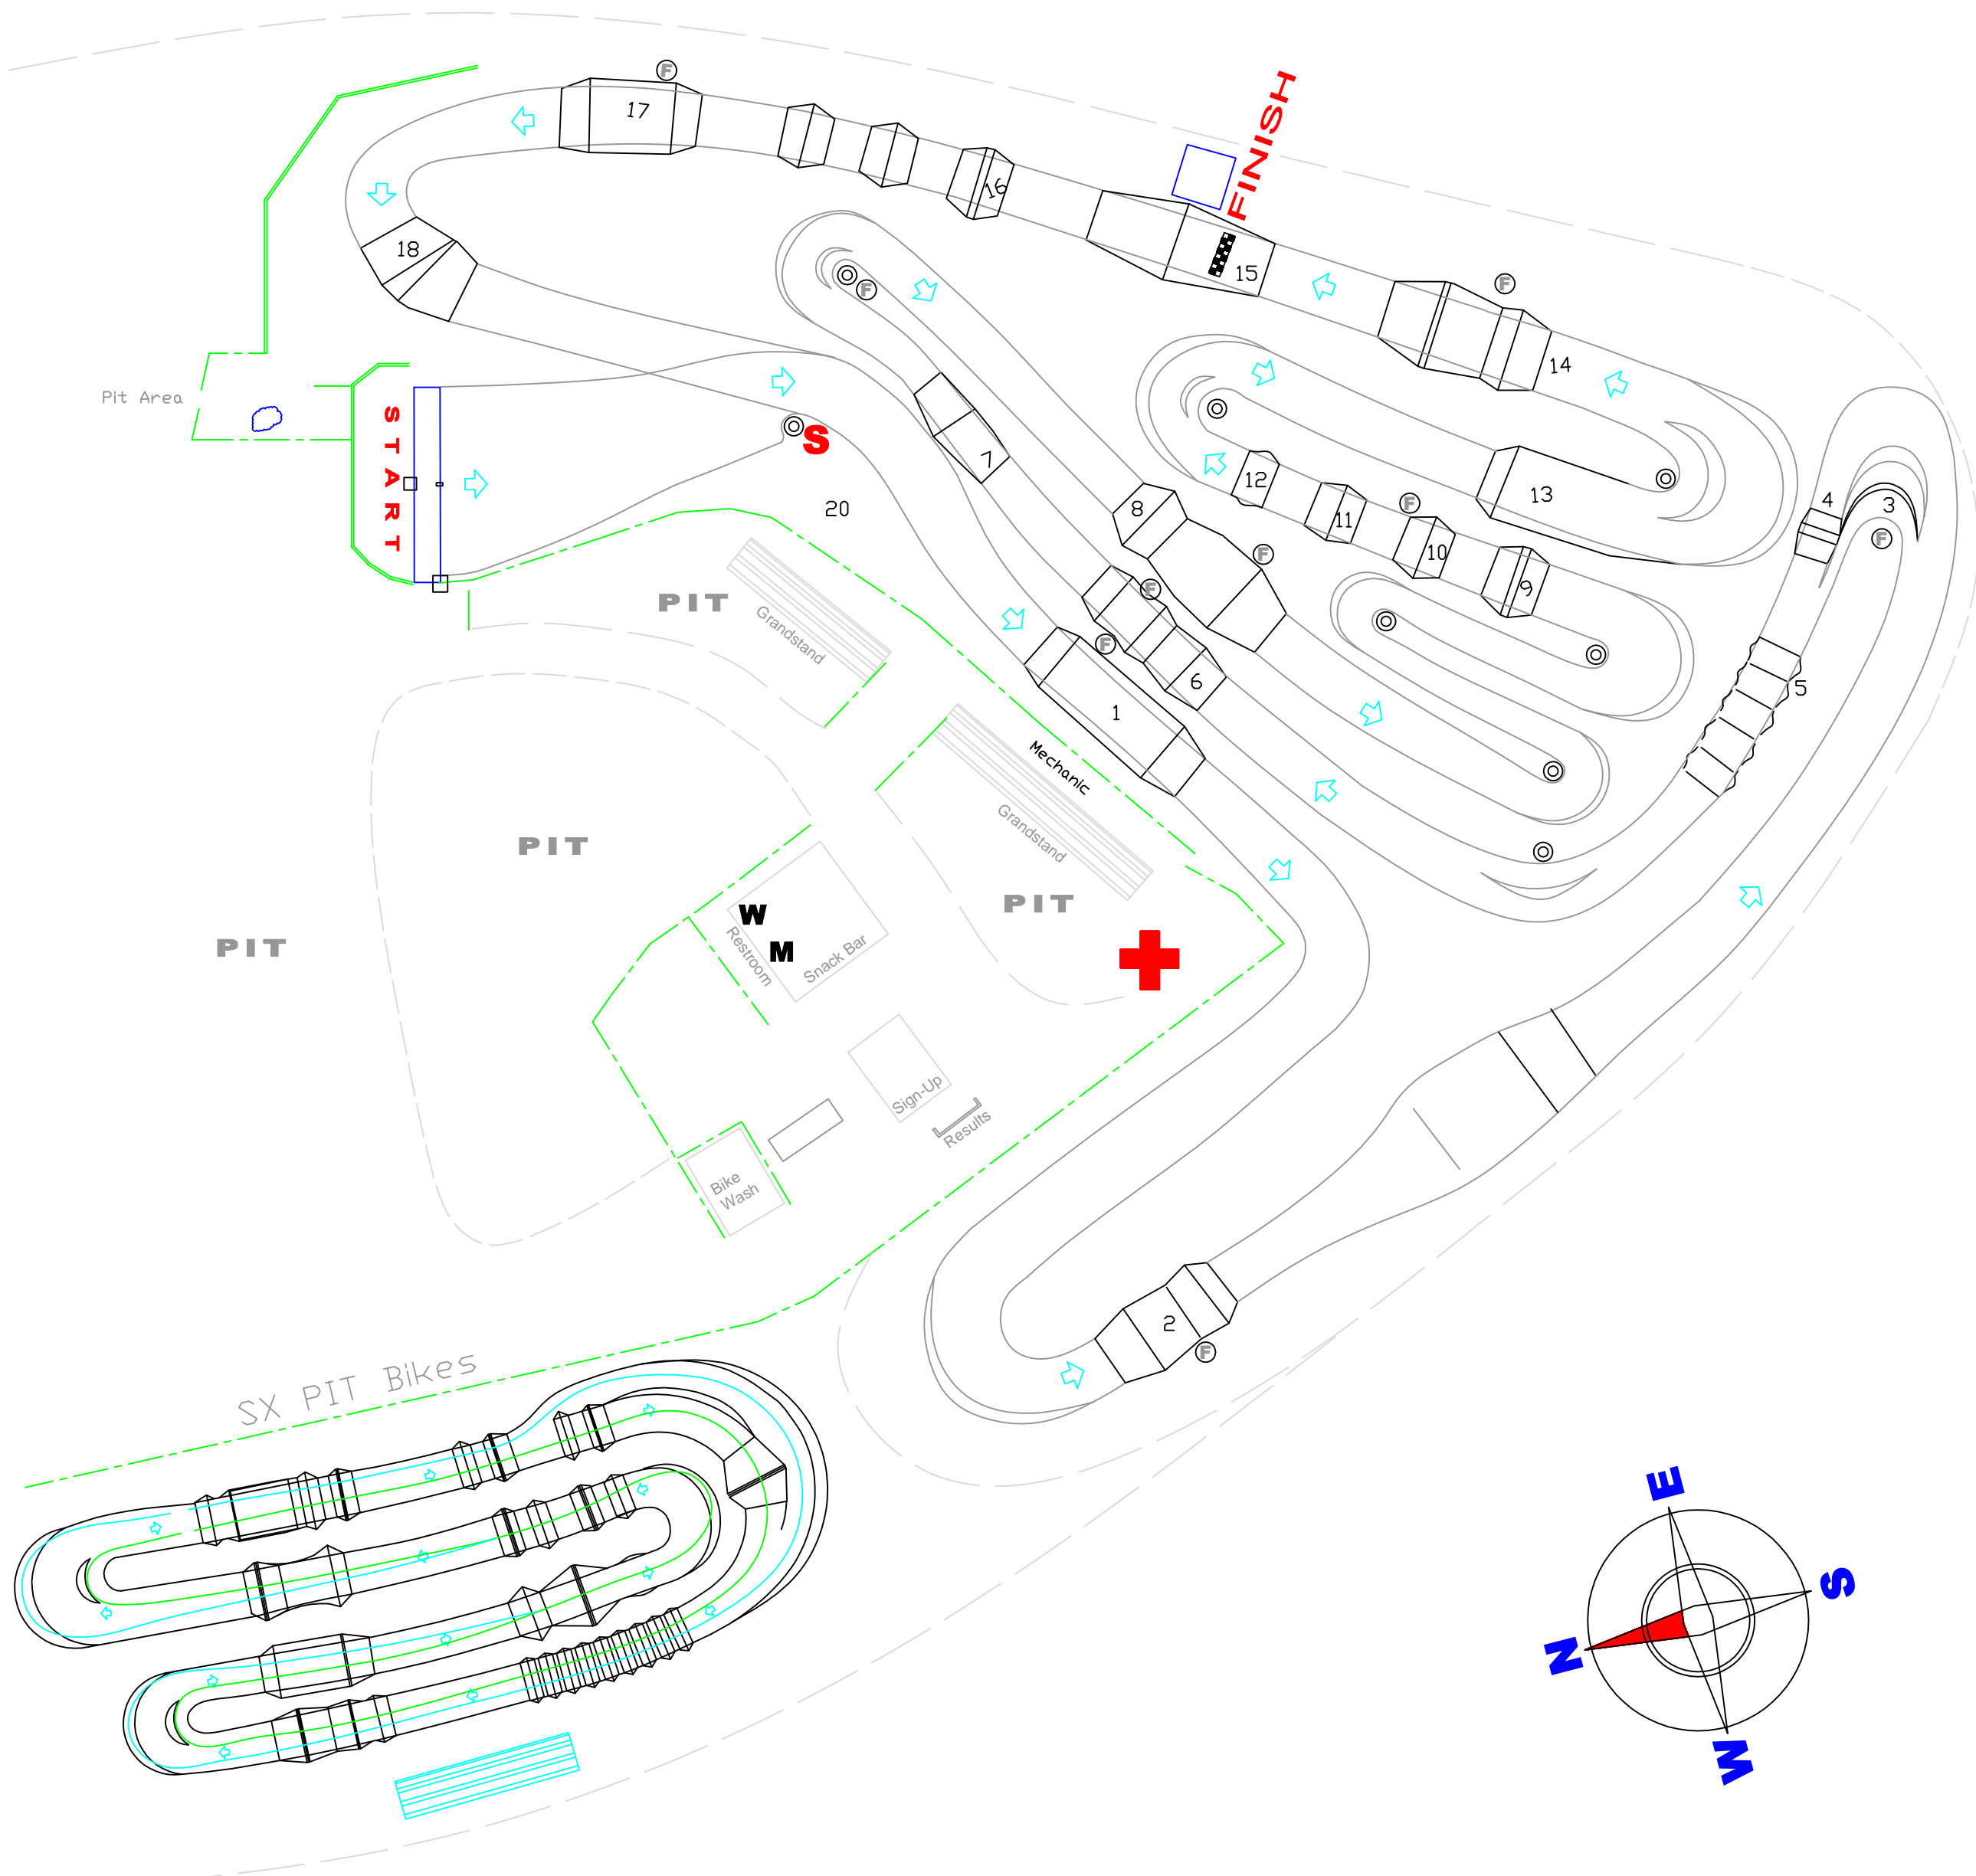 F
17
FINISH
16
18
15
F
14
F
Pit Area
START
S
7
20
8
12
11
F
10
9
13
4
3
F
F
F
F
6
5
1
PIT
Grandstand
Mechanic
Grandstand
PIT
PIT
PIT
W
M
Restroom
Snack Bar
Sign-Up
Results
Bike
Wash
2
F
SX PIT Bikes
E
S
N
W